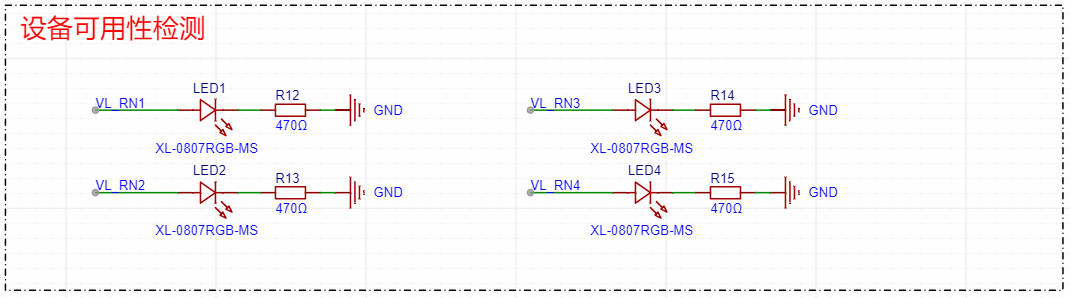 设备可用性检测
LED1
VL_RN1
R12
GND
470Ω
XL-0807RGB-MS
LED2
VL_RN2
R13
GND
470Ω
XL-0807RGB-MS
LED3
VL_RN3
R14
GND
470Ω
XL-0807RGB-MS
LED4
VL_RN4
R15
GND
470Ω
XL-0807RGB-MS